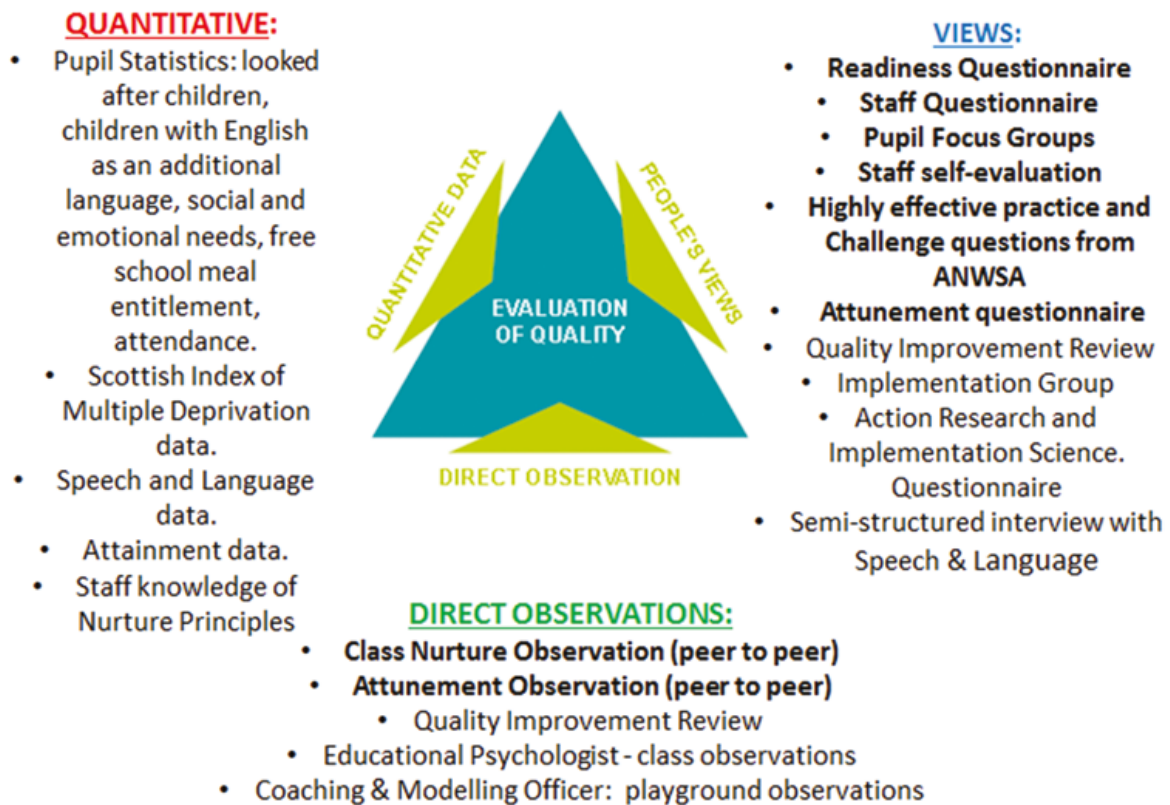 QUANTITATIVE:
• Pupil Statistics: looked
after children,
children with English
as an additional
language, social and
emotional needs, free
school meal
entitlement,
attendance.
• Scottish Index of
Multiple Deprivation
data.
• Speech and Language
data.
• Attainment data.
• Staff knowledge of
Nurture Principles
QUANTITATIVE DATA
PEOPLE'S VIEWS
EVALUATION
OF QUALITY
DIRECT OBSERVATION
VIEWS:
• Readiness Questionnaire
• Staff Questionnaire
• Pupil Focus Groups
• Staff self-evaluation
• Highly effective practice and
Challenge questions from
ANWSA
• Attunement questionnaire
• Quality Improvement Review
• Implementation Group
• Action Research and
Implementation Science.
Questionnaire
• Semi-structured interview with
Speech & Language
DIRECT OBSERVATIONS:
• Class Nurture Observation (peer to peer)
• Attunement Observation (peer to peer)
• Quality Improvement Review
• Educational Psychologist - class observations
• Coaching & Modelling Officer: playground observations